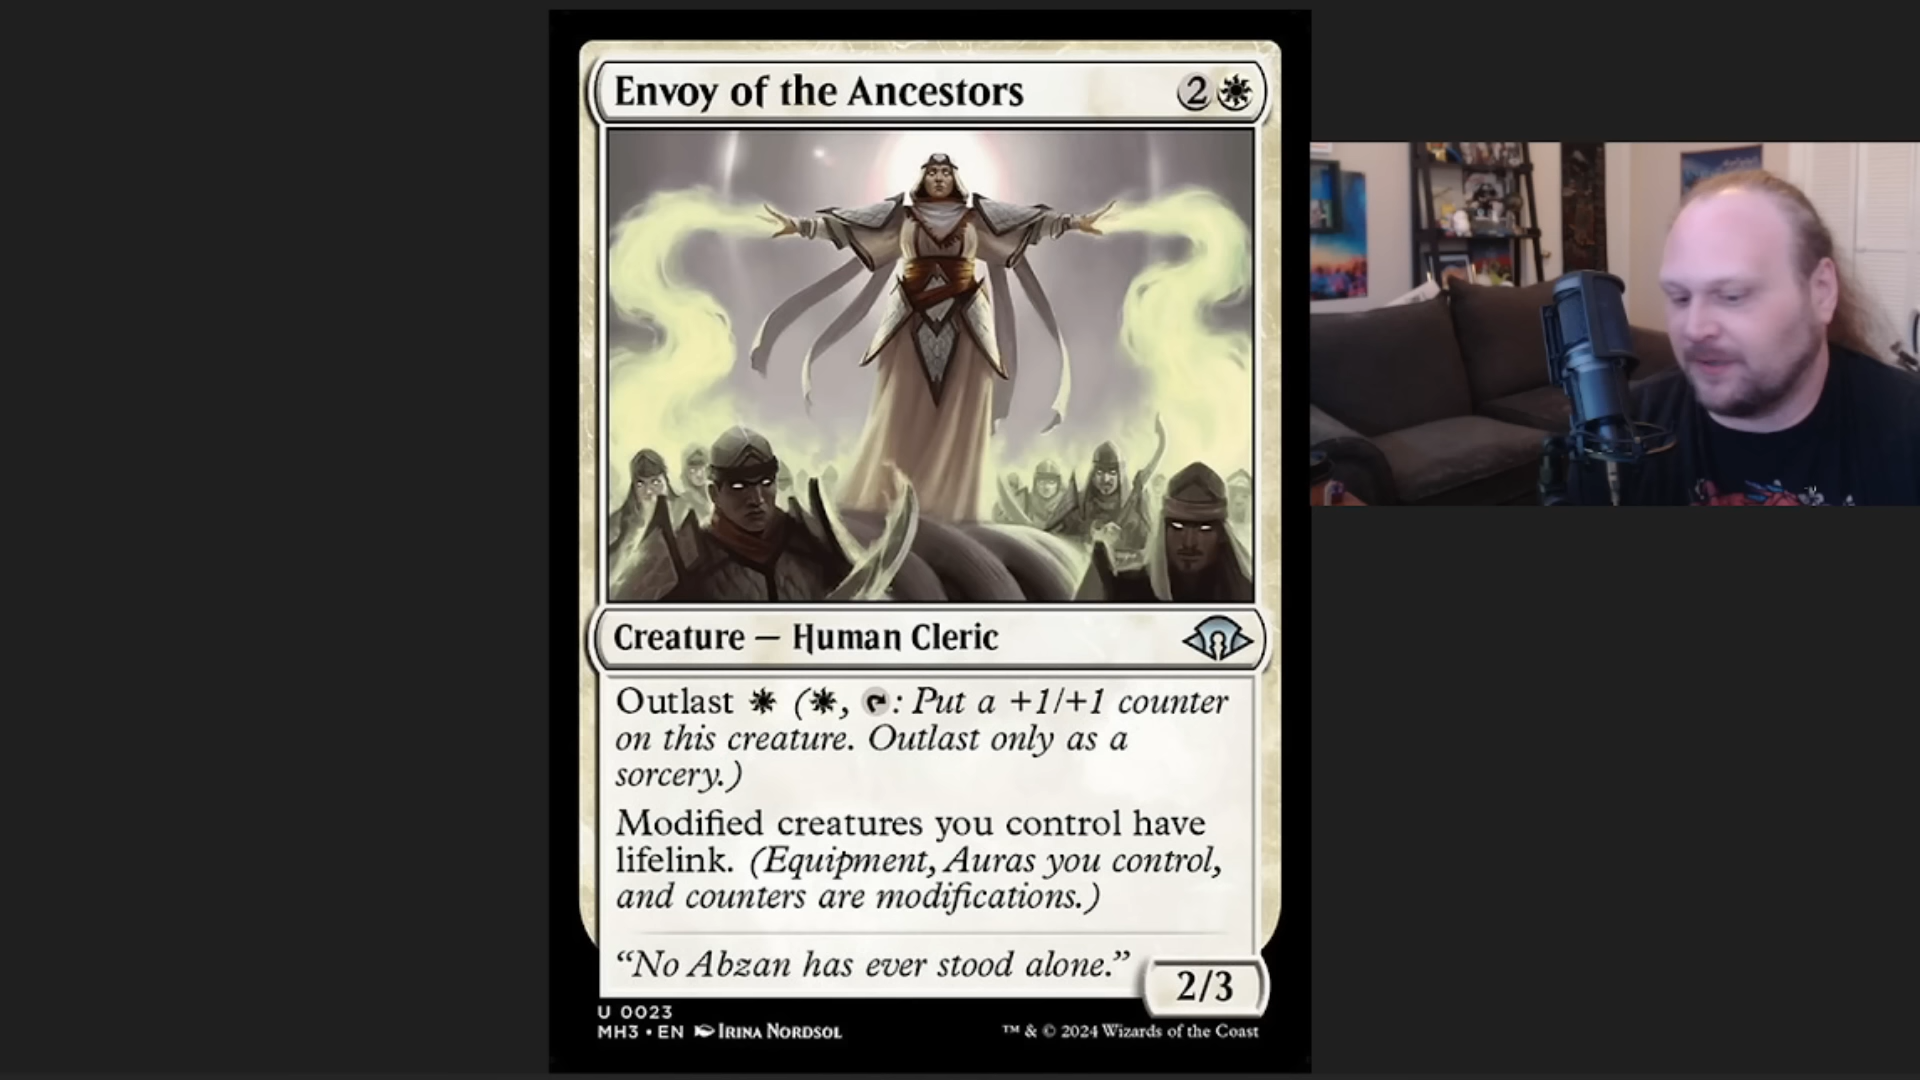 Envoy of the Ancestors 2
Creature — Human Cleric
Outlast (, : Put a +1/+1 counter
on this creature. Outlast only as a
sorcery.)
Modified creatures you control have
lifelink. (Equipment, Auras you control,
and counters are modifications.)
“No Abzan has ever stood alone.”
2/3
U 0023
MH3 • EN Irina Nordsol
™ & © 2024 Wizards of the Coast